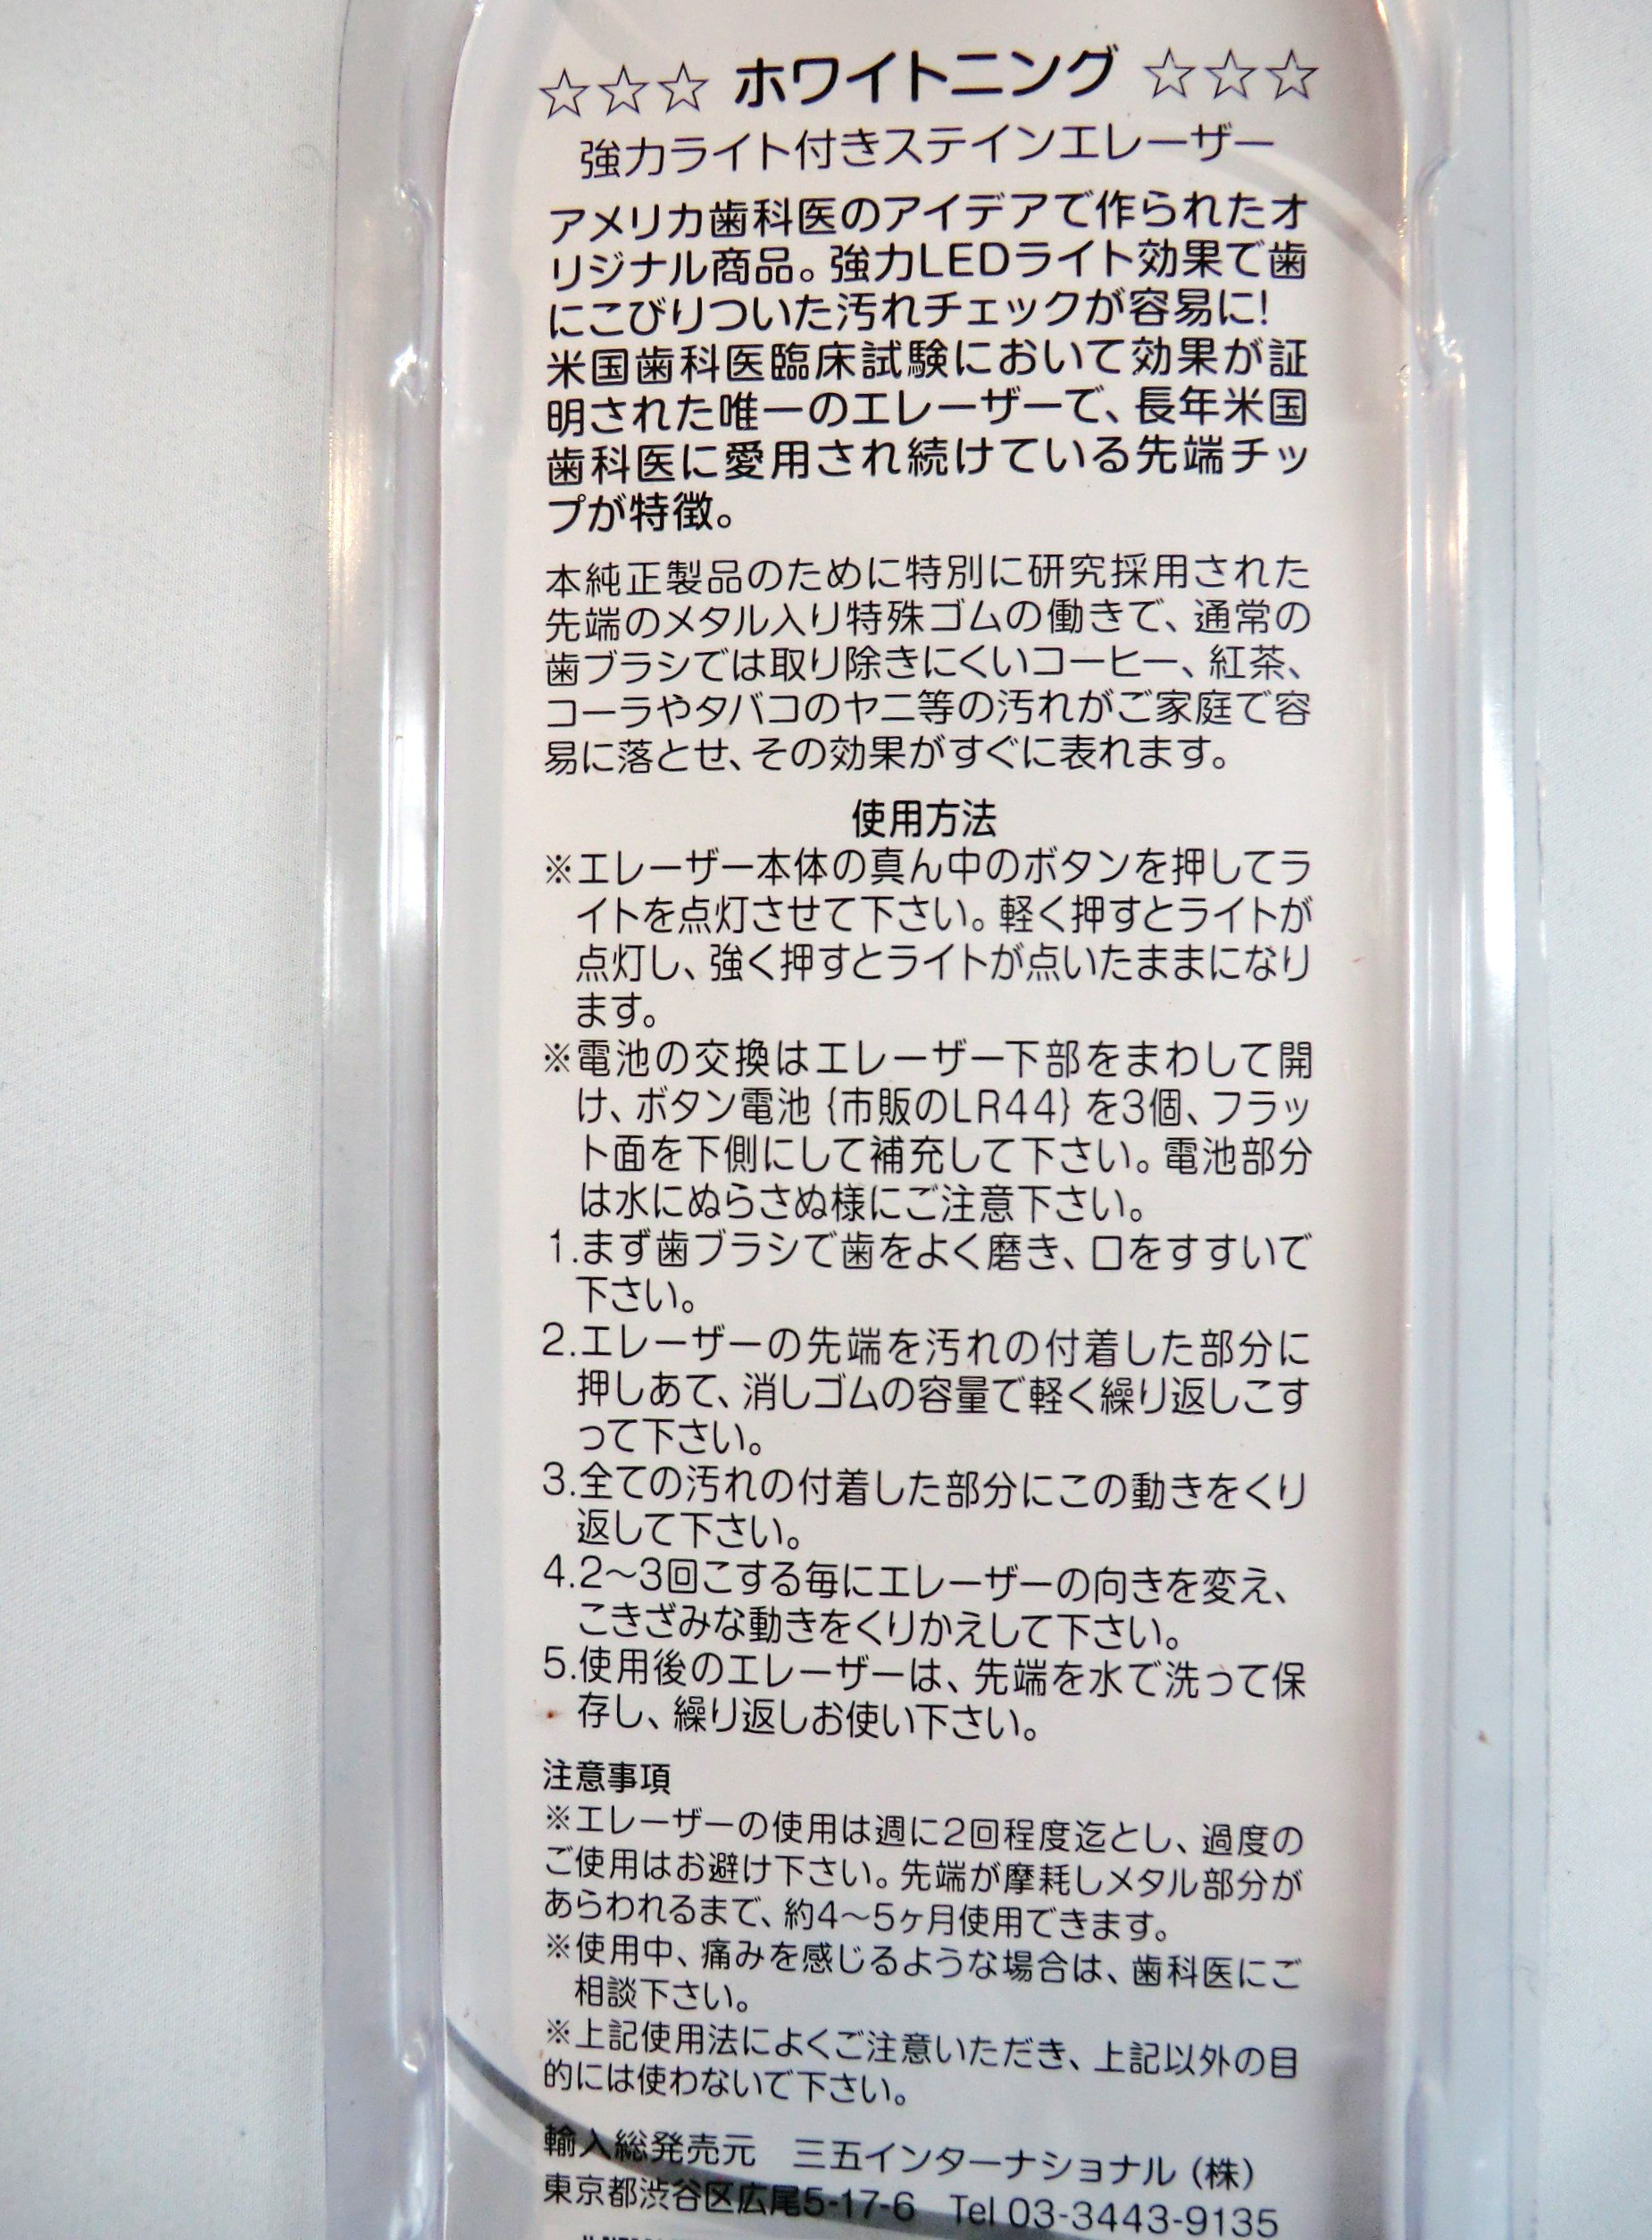 ☆☆☆ ホワイトニング ☆☆☆
強力ライト付きステインエレーザー
アメリカ歯科医のアイデアで作られたオ
リジナル商品。強力LEDライト効果で歯
にこびりついた汚れチェックが容易に!
米国歯科医臨床試験において効果が証
明された唯一のエレーザーで、長年米国
歯科医に愛用され続けている先端チッ
プが特徴。
本純正製品のために特別に研究採用された
先端のメタル入り特殊ゴムの働きで、通常の
歯ブラシでは取り除きにくいコーヒー、紅茶、
コーラやタバコのヤニ等の汚れがご家庭で容
易に落とせ、その効果がすぐに表れます。
使用方法
※エレーザー本体の真ん中のボタンを押してラ
イトを点灯させて下さい。軽く押すとライトが
点灯し、強く押すとライトが点いたままになり
ます。
※電池の交換はエレーザー下部をまわして開
け、ボタン電池{市販のLR44}を3個、フラッ
ト面を下側にして補充して下さい。電池部分
は水にぬらさぬ様にご注意下さい。
1.まず歯ブラシで歯をよく磨き、口をすすいで
下さい。
2.エレーザーの先端を汚れの付着した部分に
押しあて、消しゴムの容量で軽く繰り返しこす
って下さい。
3.全ての汚れの付着した部分にこの動きをくり
返して下さい。
4.2〜3回こする毎にエレーザーの向きを変え、
こきざみな動きをくりかえして下さい。
5.使用後のエレーザーは、先端を水で洗って保
存し、繰り返しお使い下さい。
注意事項
※エレーザーの使用は週に2回程度迄とし、過度の
ご使用はお避け下さい。先端が摩耗しメタル部分が
あらわれるまで、約4〜5ヶ月使用できます。
※使用中、痛みを感じるような場合は、歯科医にご
相談下さい。
※上記使用法によくご注意いただき、上記以外の目
的には使わないで下さい。
輸入総発売元　三五インターナショナル（株）
東京都渋谷区広尾5-17-6　Tel 03-3443-9135